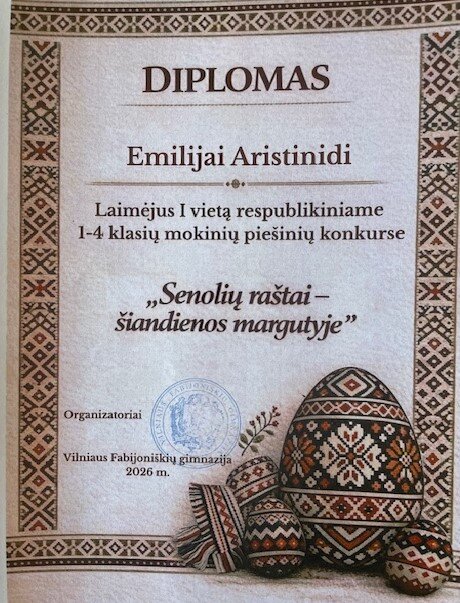 DIPLOMAS
Emilijai Aristinidi
Laimėjus I vietą respublikiniame
1-4 klasių mokinių piešinių konkurse
„Senolių raštai –
šiandienos margutyje”
Organizatoriai
Vilniaus Fabijoniškių gimnazija
2026 m.